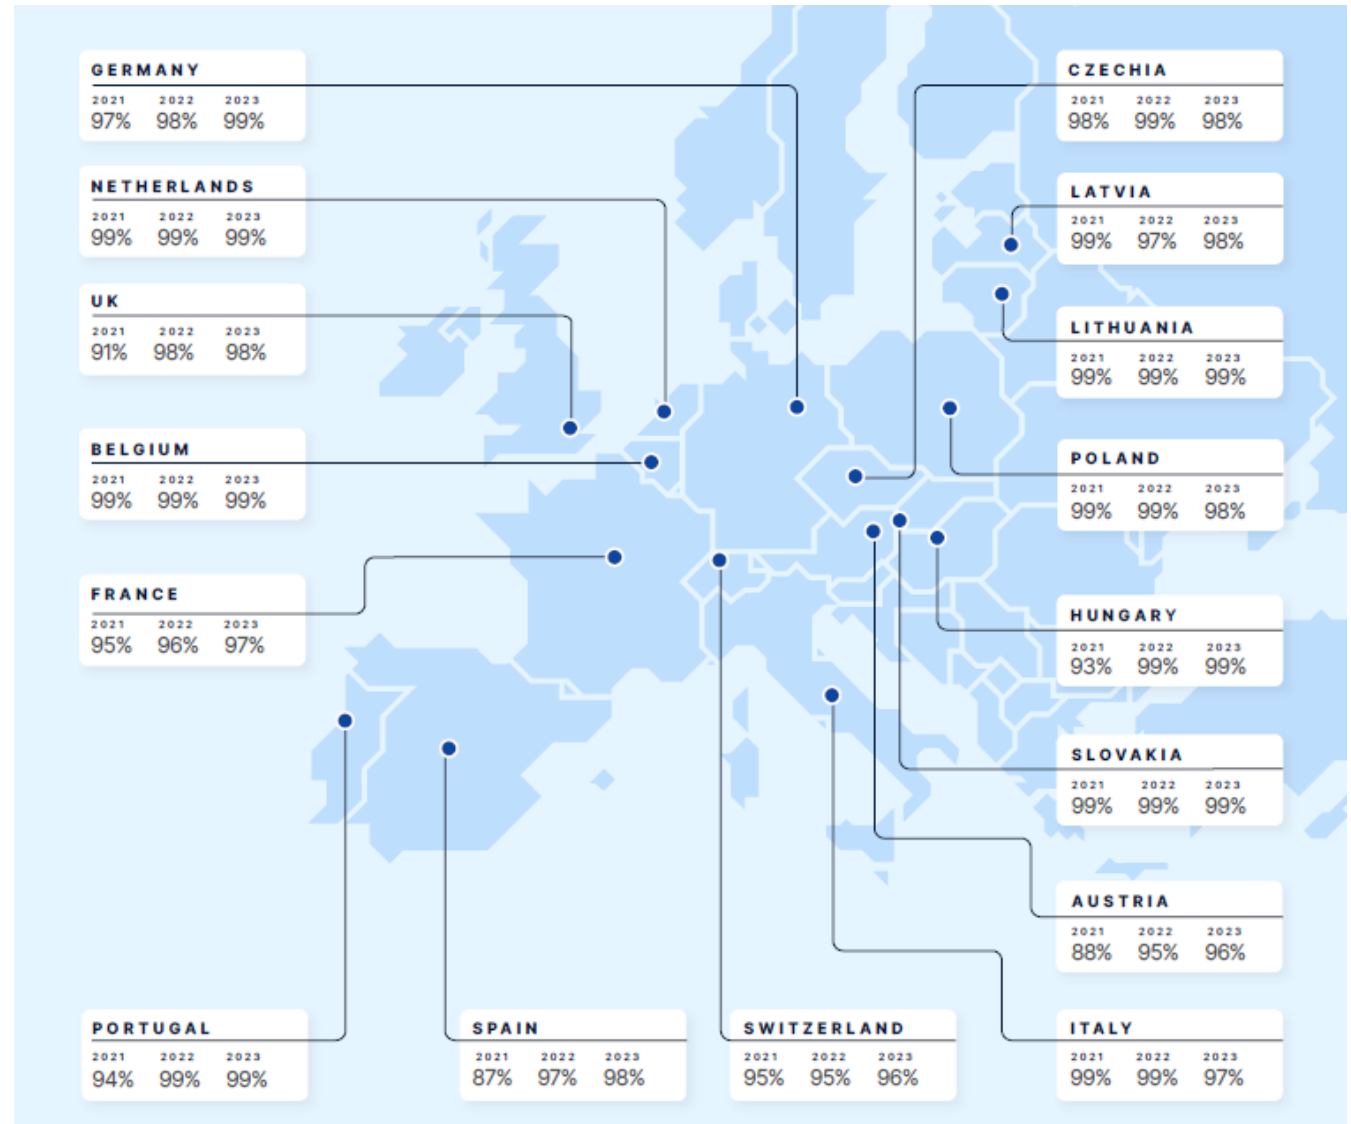 GERMANY
2021 2022 2023
97% 98% 99%
NETHERLANDS
2021 2022 2023
99% 99% 99%
UK
2021 2022 2023
91% 98% 98%
BELGIUM
2021 2022 2023
99% 99% 99%
FRANCE
2021 2022 2023
95% 96% 97%
PORTUGAL
2021 2022 2023
94% 99% 99%
SPAIN
2021 2022 2023
87% 97% 98%
SWITZERLAND
2021 2022 2023
95% 95% 96%
CZECHIA
2021 2022 2023
98% 99% 98%
LATVIA
2021 2022 2023
99% 97% 98%
LITHUANIA
2021 2022 2023
99% 99% 99%
POLAND
2021 2022 2023
99% 99% 98%
HUNGARY
2021 2022 2023
93% 99% 99%
SLOVAKIA
2021 2022 2023
99% 99% 99%
AUSTRIA
2021 2022 2023
88% 95% 96%
ITALY
2021 2022 2023
99% 99% 97%